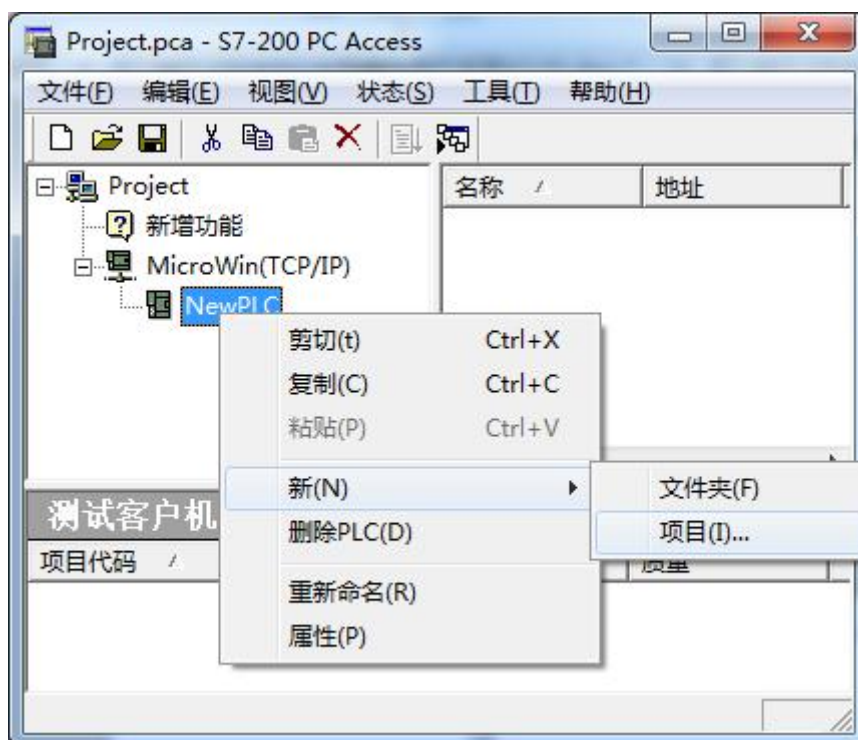 Project.pca - S7-200 PC Access
文件(F) 编辑(E) 视图(V) 状态(S) 工具(T) 帮助(H)
Project
新增功能
MicroWin(TCP/IP)
NewPLC
名称 地址
剪切(t) Ctrl+X
复制(C) Ctrl+C
粘贴(P) Ctrl+V
新(N)
删除PLC(D)
重新命名(R)
属性(P)
文件夹(F)
项目(I)...
测试客户机
项目代码 质量